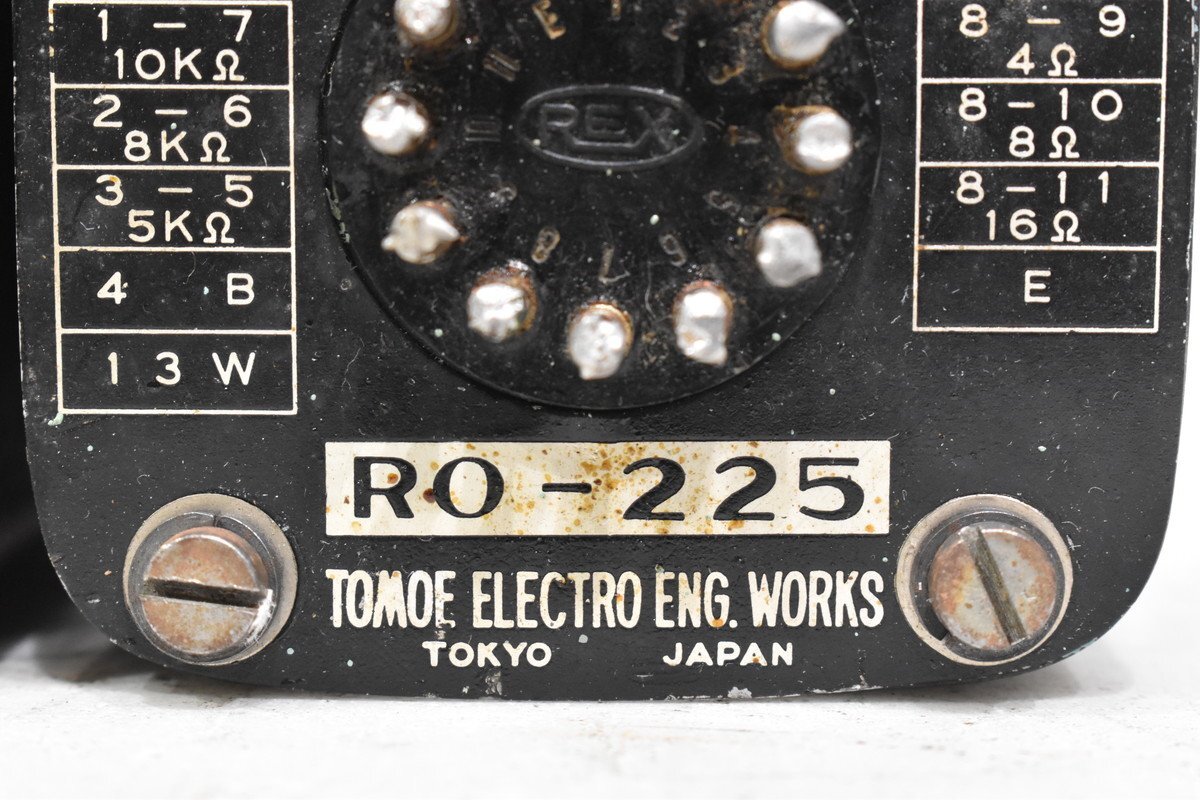 1 - 7
10KΩ
2 - 6
8KΩ
3 - 5
5KΩ
4 B
13W
REX
8 - 9
4Ω
8 - 10
8Ω
8 - 11
16Ω
E
RO-225
TOMOE ELECTRO ENG. WORKS
TOKYO JAPAN